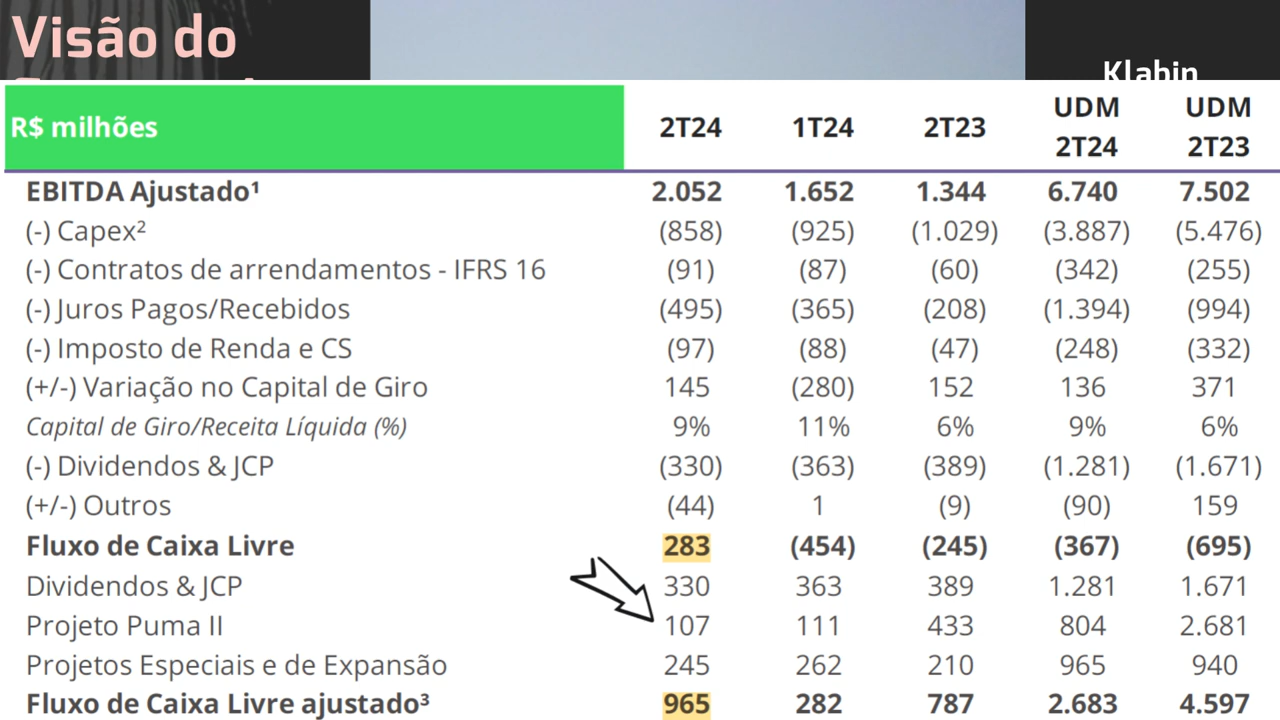 Visão do
Klabin
R$ milhões 2T24 1T24 2T23 UDM 2T24 UDM 2T23
EBITDA Ajustado¹ 2.052 1.652 1.344 6.740 7.502
(-) Capex² (858) (925) (1.029) (3.887) (5.476)
(-) Contratos de arrendamentos - IFRS 16 (91) (87) (60) (342) (255)
(-) Juros Pagos/Recebidos (495) (365) (208) (1.394) (994)
(-) Imposto de Renda e CS (97) (88) (47) (248) (332)
(+/-) Variação no Capital de Giro 145 (280) 152 136 371
Capital de Giro/Receita Líquida (%) 9% 11% 6% 9% 6%
(-) Dividendos & JCP (330) (363) (389) (1.281) (1.671)
(+/-) Outros (44) 1 (9) (90) 159
Fluxo de Caixa Livre 283 (454) (245) (367) (695)
Dividendos & JCP 330 363 389 1.281 1.671
Projeto Puma II 107 111 433 804 2.681
Projetos Especiais e de Expansão 245 262 210 965 940
Fluxo de Caixa Livre ajustado³ 965 282 787 2.683 4.597